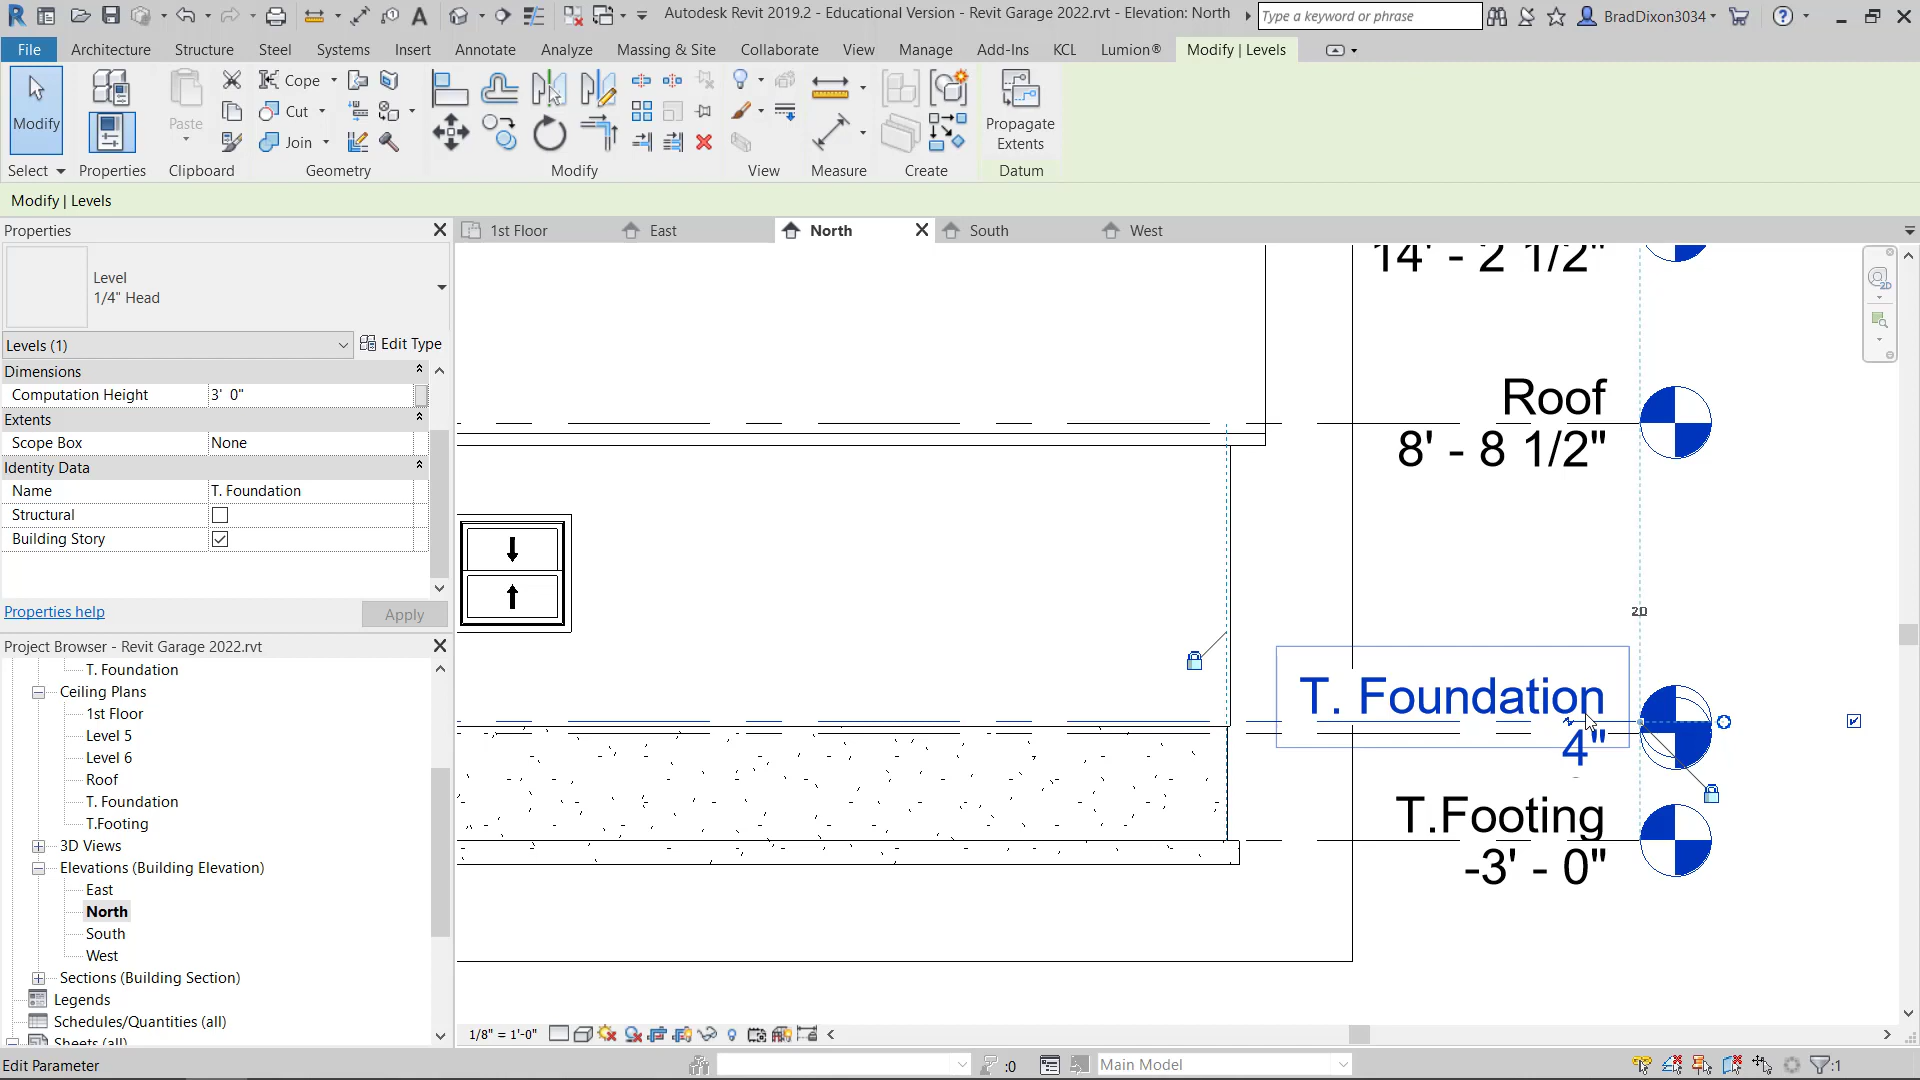 Autodesk Revit 2019.2 - Educational Version - Revit Garage 2022.rvt - Elevation: North
Type a keyword or phrase
BradDixon3034
File Architecture Structure Steel Systems Insert Annotate Analyze Massing & Site Collaborate View Manage Add-Ins KCL Lumion® Modify | Levels
Modify
Paste
Cope
Cut
Join
Propagate
Extents
Select Properties Clipboard Geometry Modify View Measure Create Datum
Modify | Levels
Properties
1st Floor East North South West
Level
1/4" Head
Levels (1)
Edit Type
Dimensions
Computation Height 3' 0"
Extents
Scope Box None
Identity Data
Name T. Foundation
Structural
Building Story
Properties help
Apply
Project Browser - Revit Garage 2022.rvt
T. Foundation
Ceiling Plans
1st Floor
Level 5
Level 6
Roof
T. Foundation
T.Footing
3D Views
Elevations (Building Elevation)
East
North
South
West
Sections (Building Section)
Legends
Schedules/Quantities (all)
Sheets (all)
14' - 2 1/2"
2D
Roof
8' - 8 1/2"
2D
T. Foundation
4"
T.Footing
-3' - 0"
1/8" = 1'-0"
Edit Parameter
:0
Main Model
:1